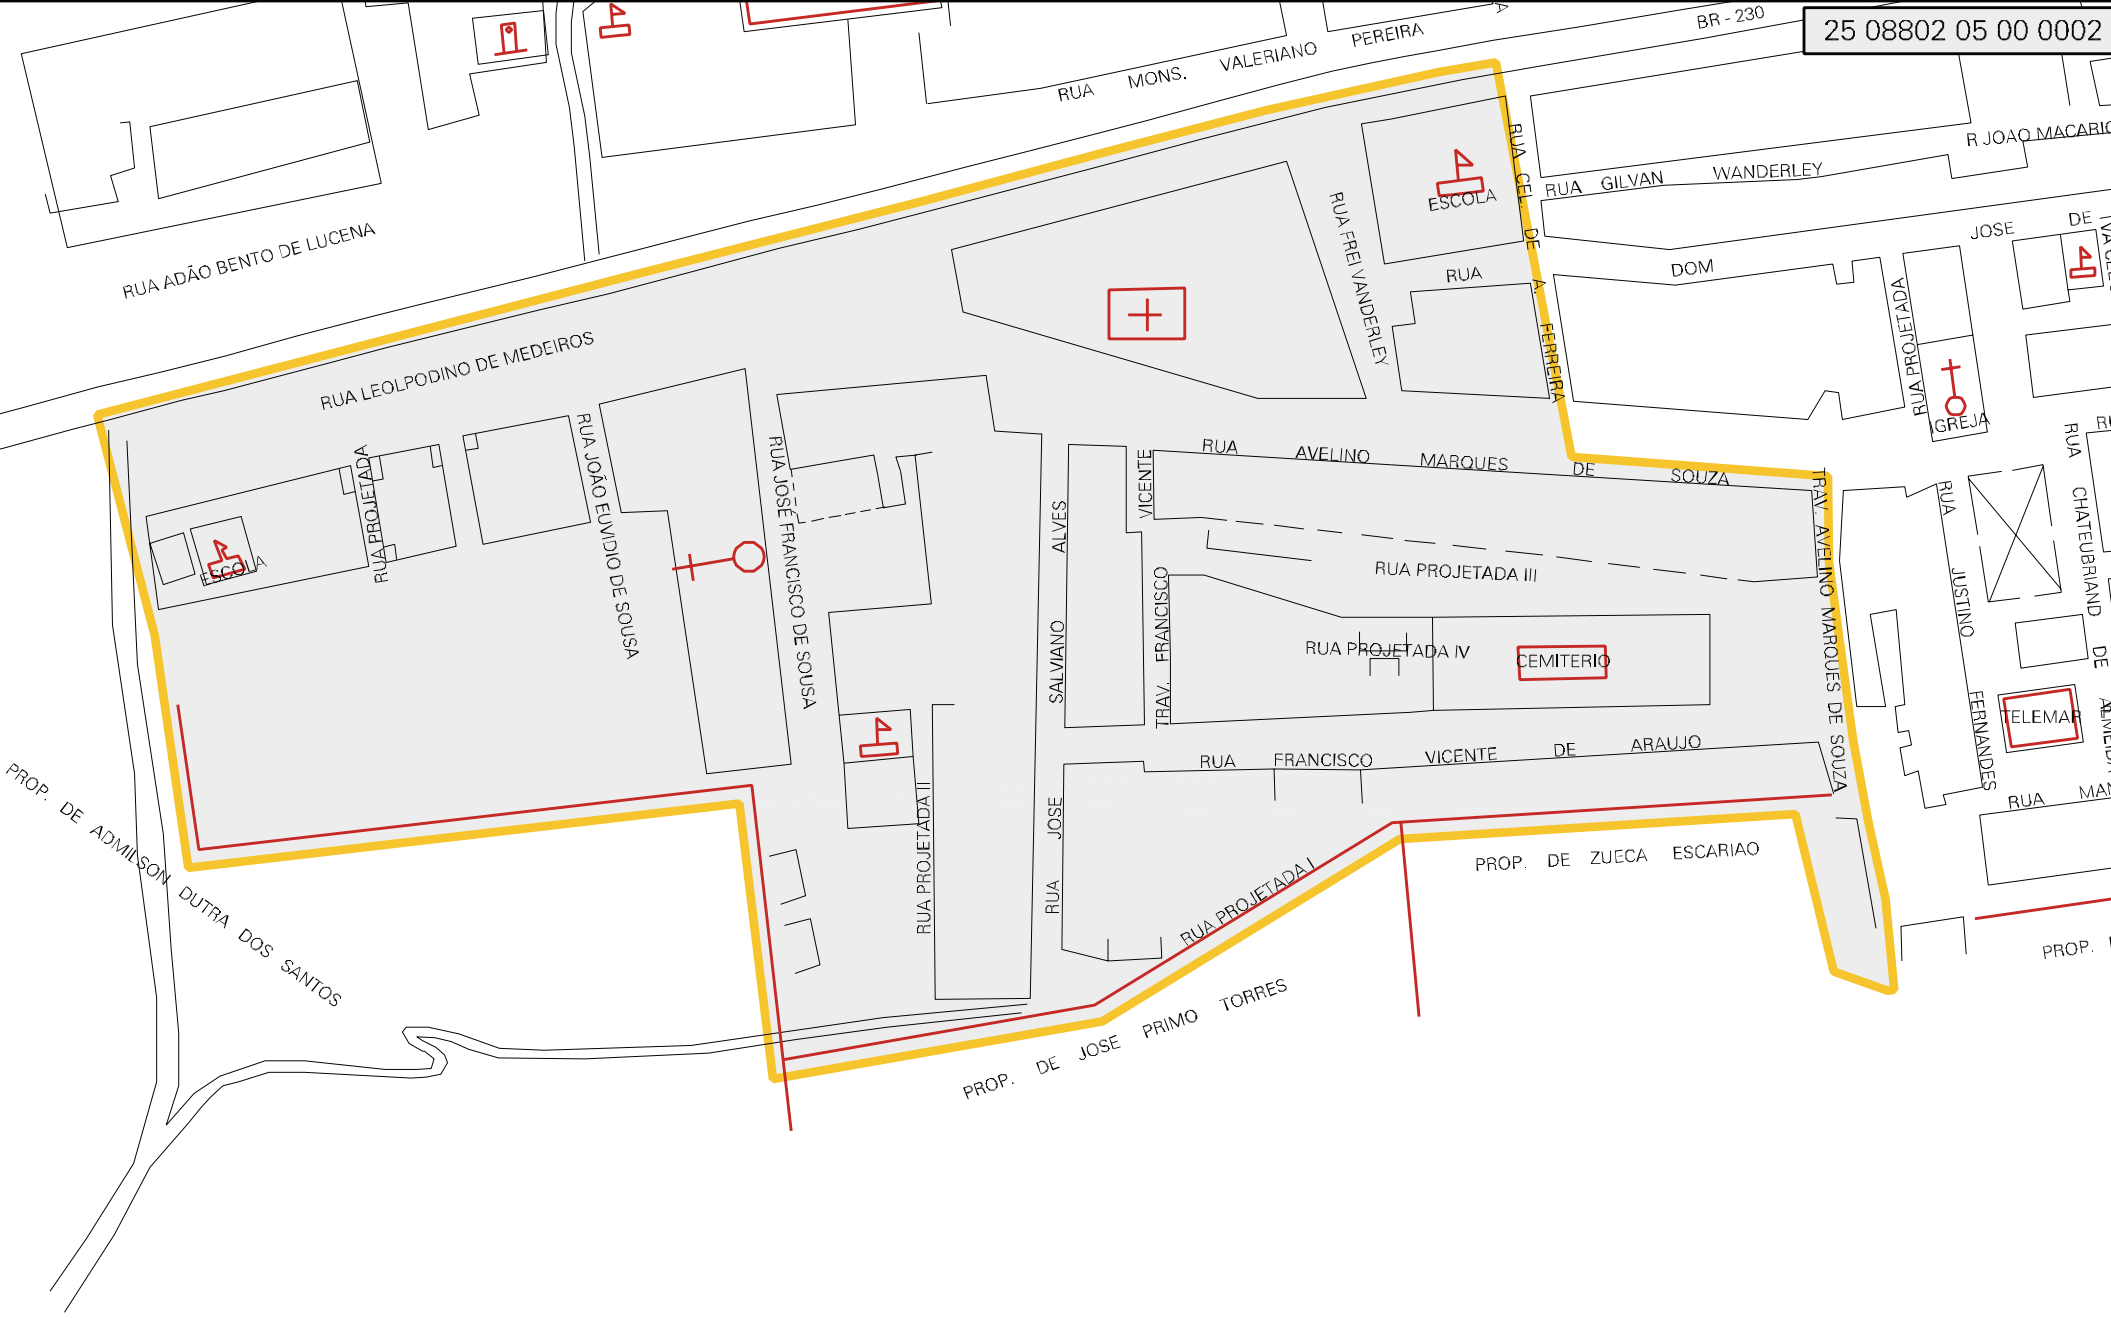 25 08802 05 00 0002
BR - 230
RUA MONS. VALERIANO PEREIRA
R JOAO MACARIO
RUA GILVAN WANDERLEY
RUA ADÃO BENTO DE LUCENA
RUA CEL. DE A. FERREIRA
ESCOLA
RUA FREI VANDERLEY
RUA
DOM JOSE DE
RUA LEOLPODINO DE MEDEIROS
RUA PROJETADA
IGREJA
RUA AVELINO MARQUES DE SOUZA
RUA PROJETADA
ESCOLA
RUA JOÃO EUVIDIO DE SOUSA
RUA JOSÉ FRANCISCO DE SOUSA
RUA JOSE SALVIANO ALVES
TRAV. FRANCISCO VICENTE
RUA PROJETADA III
RUA PROJETADA IV
CEMITERIO
TRAV. AVELINO MARQUES DE SOUZA
RUA JUSTINO FERNANDES
RUA CHATEUBRIAND DE
TELEMAR
RUA FRANCISCO VICENTE DE ARAUJO
RUA MAN
RUA PROJETADA II
RUA PROJETADA I
PROP. DE ZUECA ESCARIAO
PROP. DE ADMILSON DUTRA DOS SANTOS
PROP. DE JOSE PRIMO TORRES
PROP.